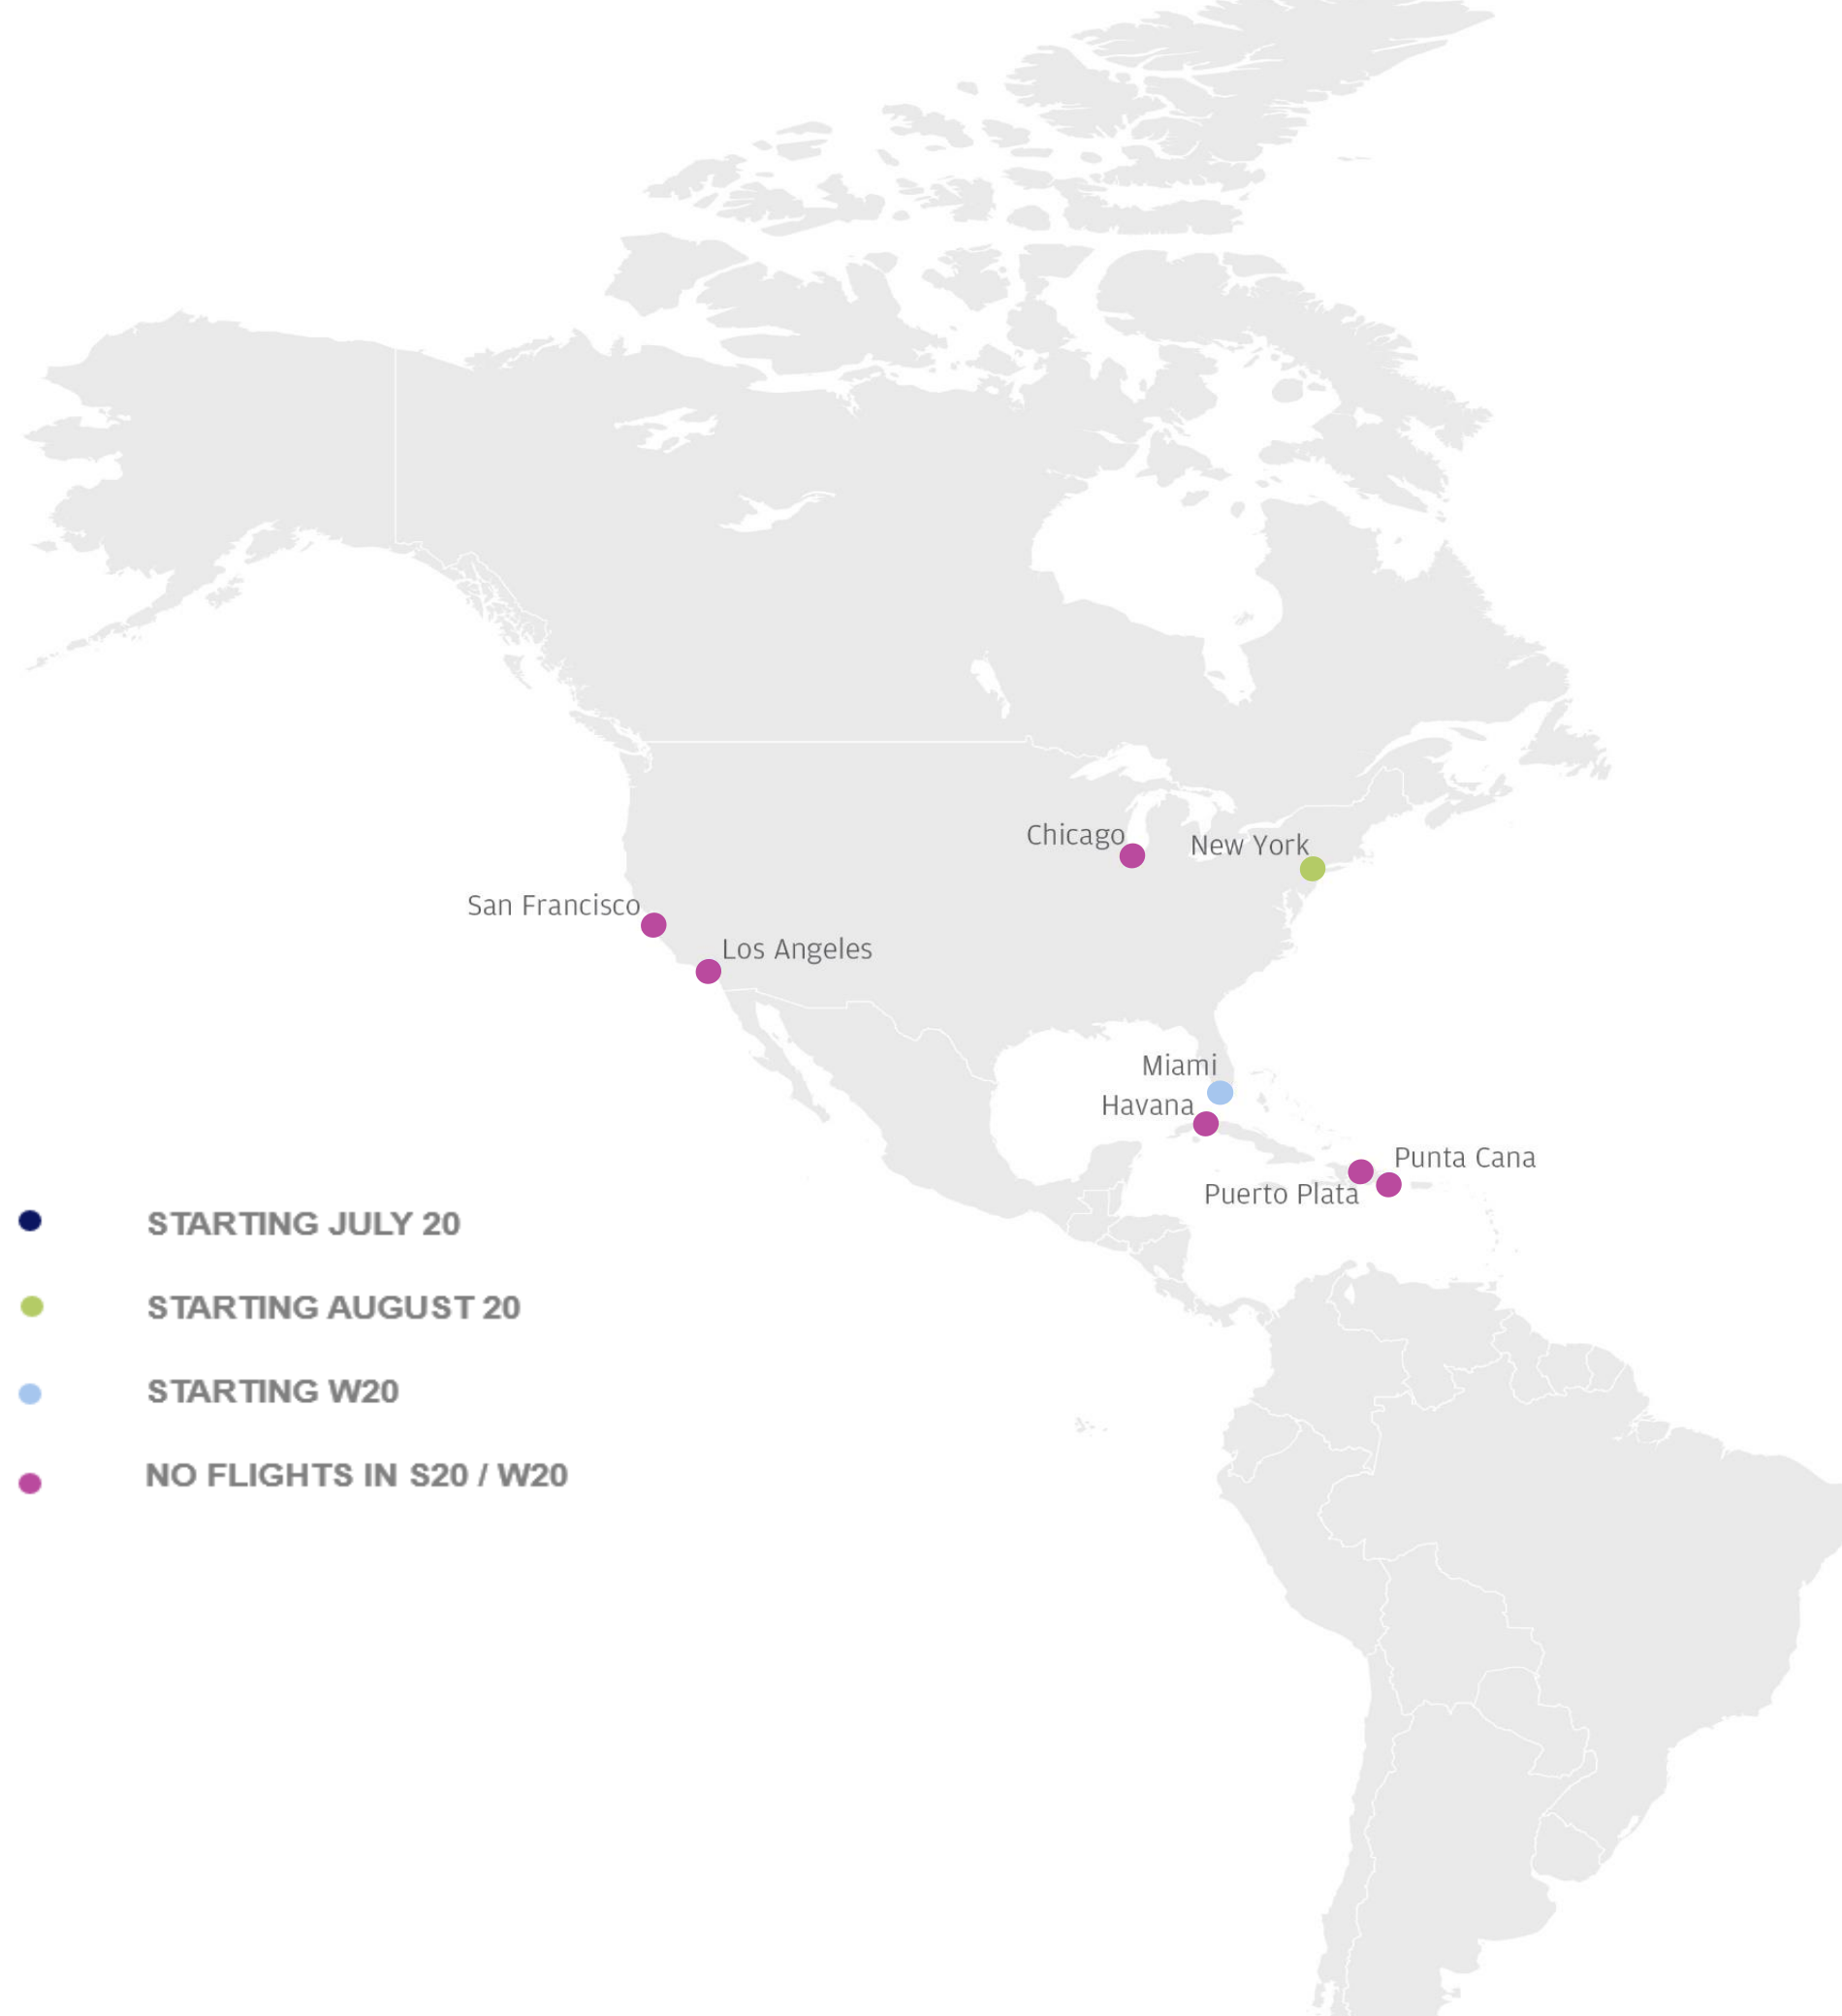 Chicago
New York
San Francisco
Los Angeles
Miami
Havana
Punta Cana
Puerto Plata
STARTING JULY 20
STARTING AUGUST 20
STARTING W20
NO FLIGHTS IN S20 / W20